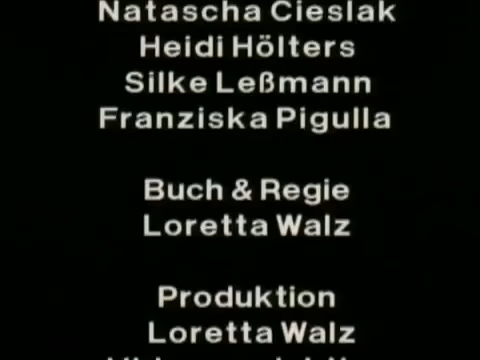 Natascha Cieslak
Heidi Hölters
Silke Leßmann
Franziska Pigulla
Buch & Regie
Loretta Walz
Produktion
Loretta Walz